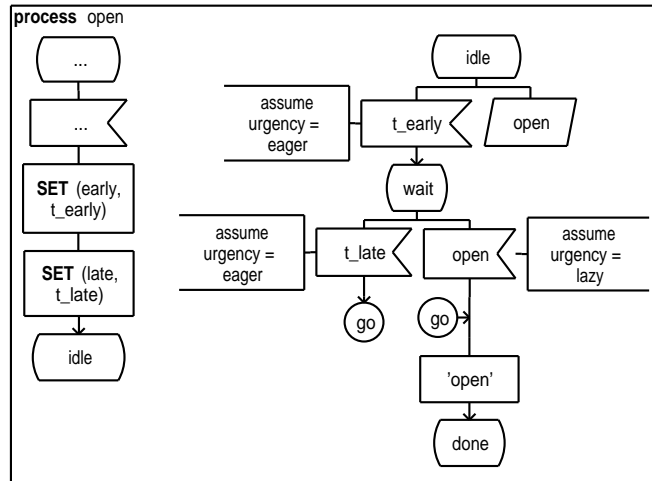 process open
...
...
SET (early,
t_early)
SET (late,
t_late)
idle
idle
assume
urgency =
eager
t_early
open
wait
assume
urgency =
eager
t_late
open
assume
urgency =
lazy
go
go
'open'
done